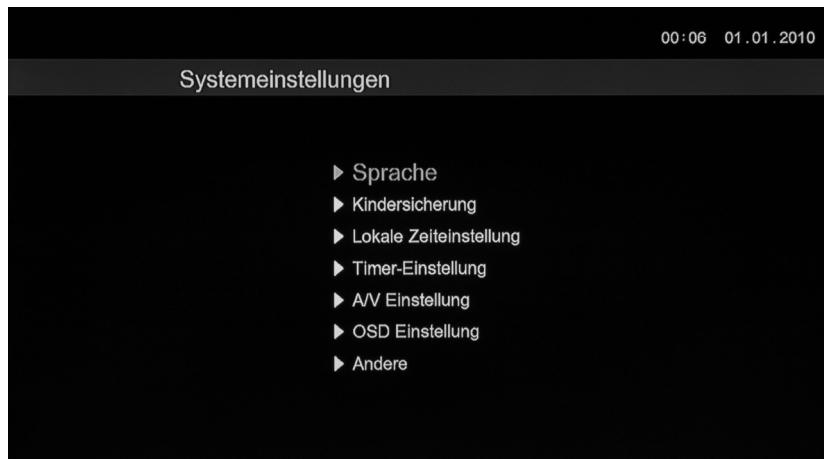 00:06 01.01.2010
Systemeinstellungen
Sprache
Kindersicherung
Lokale Zeiteinstellung
Timer-Einstellung
A/V Einstellung
OSD Einstellung
Andere